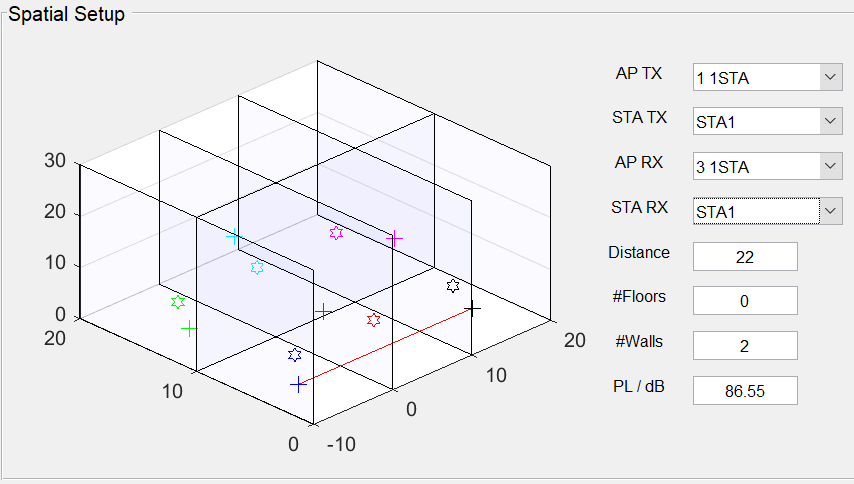 Spatial Setup
AP TX 1 1STA
STA TX STA1
AP RX 3 1STA
STA RX STA1
Distance 22
#Floors 0
#Walls 2
PL / dB 86.55
30
20
10
0
20
10
0
-10
0
10
20